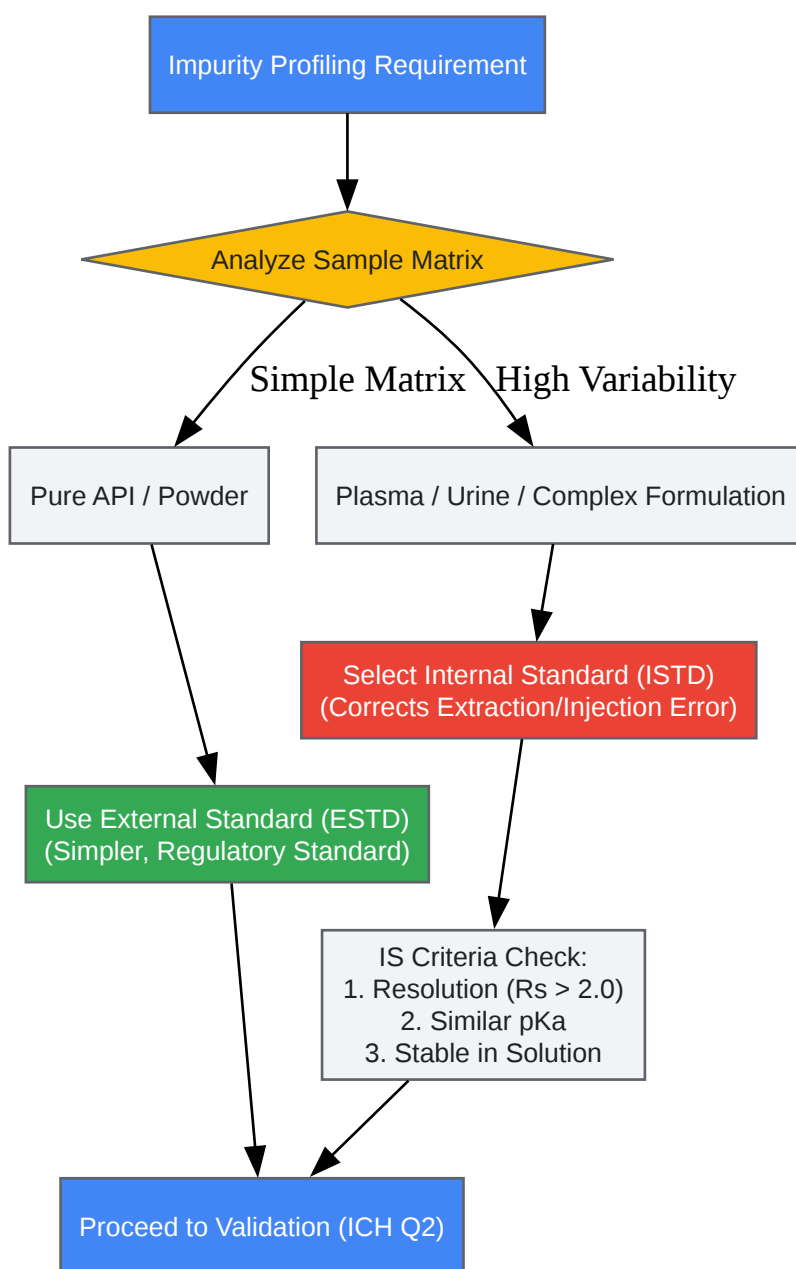 Impurity Profiling Requirement
Analyze Sample Matrix
Simple Matrix
High Variability
Pure API / Powder
Plasma / Urine / Complex Formulation
Select Internal Standard (ISTD)
(Corrects Extraction/Injection Error)
Use External Standard (ESTD)
(Simpler, Regulatory Standard)
IS Criteria Check:
1. Resolution (Rs > 2.0)
2. Similar pKa
3. Stable in Solution
Proceed to Validation (ICH Q2)